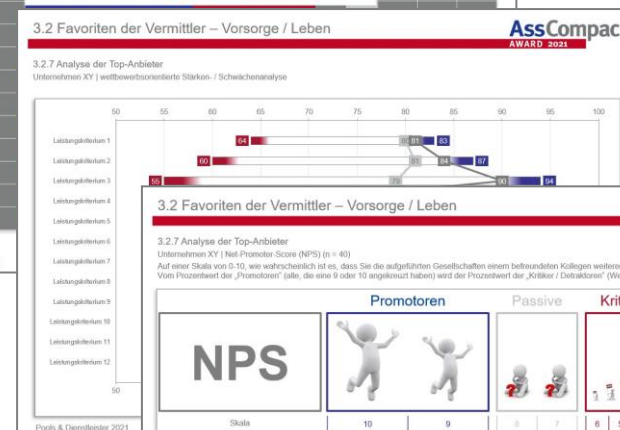 3.2 Favoriten der Vermittler – Vorsorge / Leben
AssCompac
AWARD 2021
3.2.7 Analyse der Top-Anbieter
Unternehmen XY | wettbewerbsorientierte Stärken- / Schwächenanalyse
50 55 60 65 70 75 80 85 90 95 100
Leistungskriterium 1 64 81 83
Leistungskriterium 2 60 81 84 87
Leistungskriterium 3 55 79 90 94
Leistungskriterium 4
Leistungskriterium 5
Leistungskriterium 6
Leistungskriterium 7
Leistungskriterium 8
Leistungskriterium 9
Leistungskriterium 10
Leistungskriterium 11
Leistungskriterium 12
50
Pools & Dienstleister 2021
3.2 Favoriten der Vermittler – Vorsorge / Leben
3.2.7 Analyse der Top-Anbieter
Unternehmen XY | Net-Promoter-Score (NPS) (n = 40)
Auf einer Skala von 0-10, wie wahrscheinlich ist es, dass Sie die aufgeführten Gesellschaften einem befreundeten Kollegen weitere
Vom Prozentwert der „Promotoren" (alle, die eine 9 oder 10 angekreuzt haben) wird der Prozentwert der „Kritiker / Detraktoren" (We
Promotoren Passive Krit
NPS
? ?
Skala 10 9 8 7 6 5